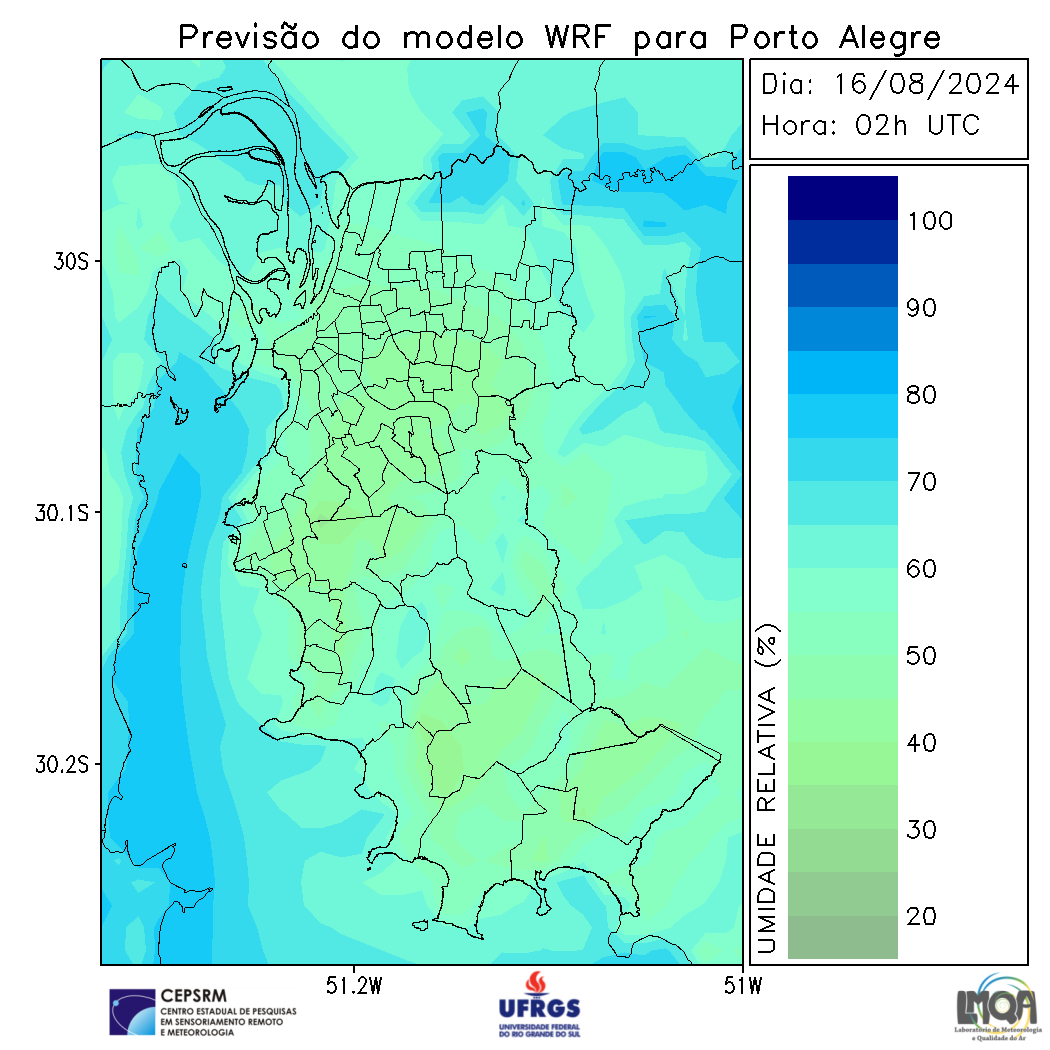 Previsão do modelo WRF para Porto Alegre
Dia: 16/08/2024
Hora: 02h UTC
30S
30.1S
30.2S
51.2W
51W
UMIDADE RELATIVA (%)
100
90
80
70
60
50
40
30
20
CEPSRM
CENTRO ESTADUAL DE PESQUISAS
EM SENSORIAMENTO REMOTO
E METEOROLOGIA
UFRGS
UNIVERSIDADE FEDERAL
DO RIO GRANDE DO SUL
LMQA
Laboratório de Meteorologia
e Qualidade do Ar